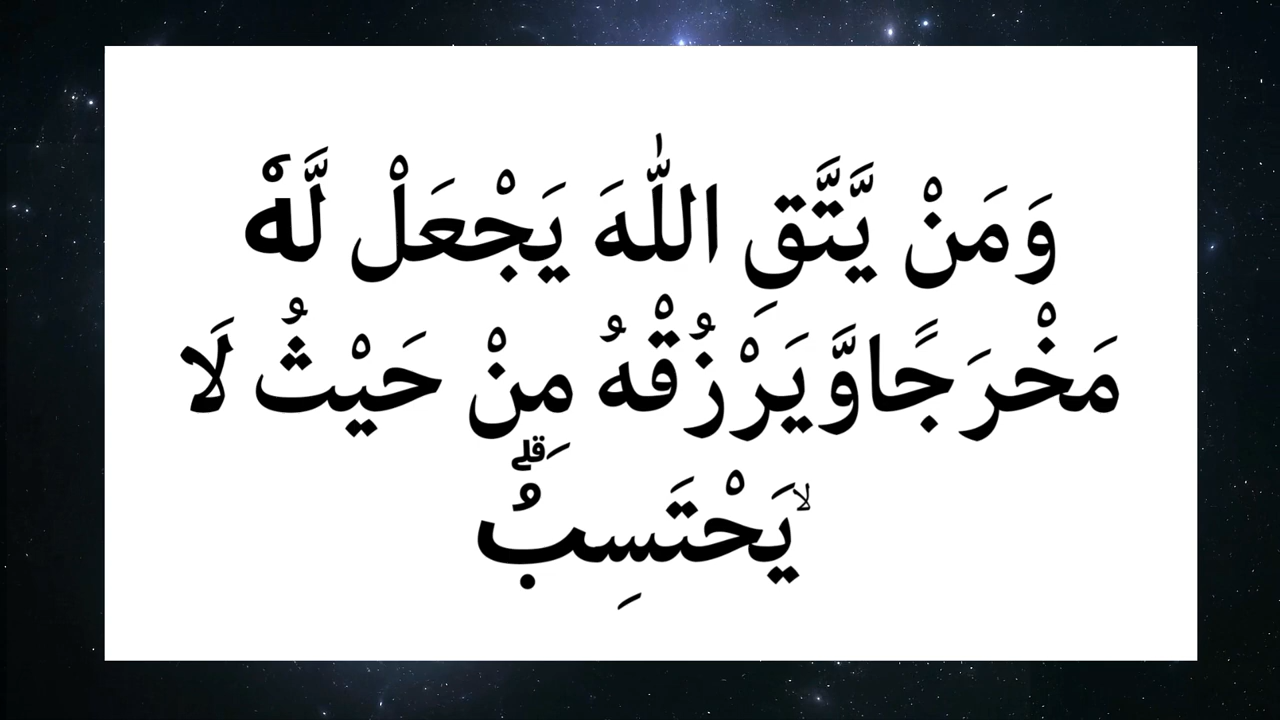 وَمَنْ يَّتَّقِ اللّٰهَ يَجْعَلْ لَّهٗ
مَخْرَجًاوَّيَرْزُقْهُ مِنْ حَيْثُ لَا
ۙيَحْتَسِبُۗ